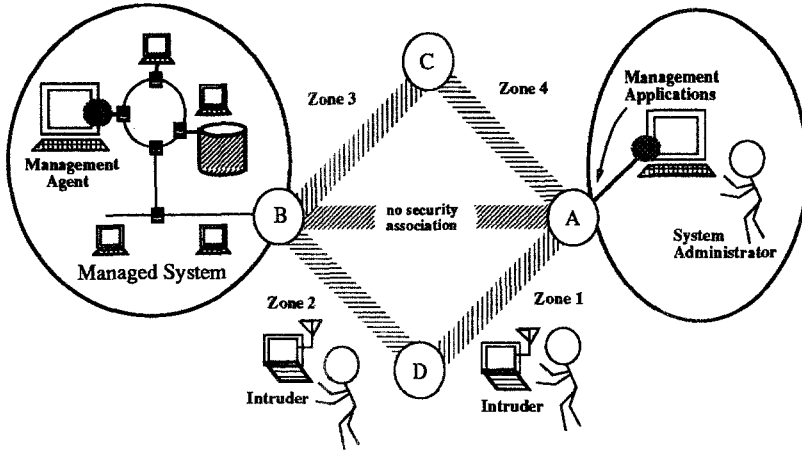 C
Zone 3
Zone 4
Management
Applications
Management
Agent
B
no security
association
A
Managed System
System
Administrator
Zone 2
Zone 1
D
Intruder
Intruder